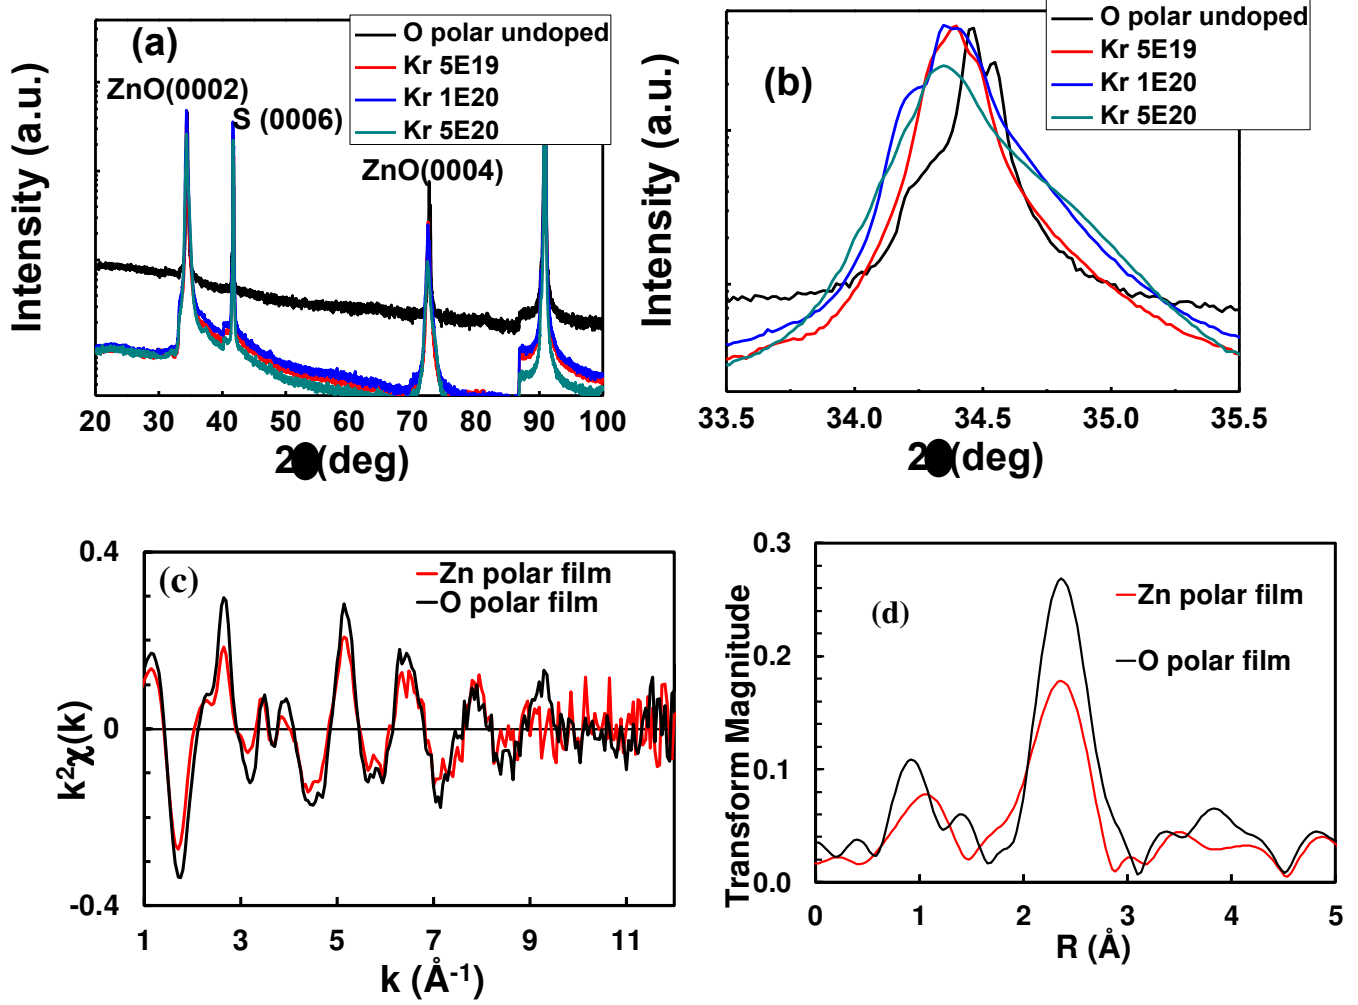 (a)
O polar undoped
Kr 5E19
Kr 1E20
Kr 5E20
ZnO(0002)
S (0006)
ZnO(0004)
Intensity (a.u.)
20 30 40 50 60 70 80 90 100
2 (deg)
(b)
O polar undoped
Kr 5E19
Kr 1E20
Kr 5E20
Intensity (a.u.)
33.5 34.0 34.5 35.0 35.5
2 (deg)
(c)
Zn polar film
O polar film
0.4
0
-0.4
k²χ(k)
1 3 5 7 9 11
k (Å⁻¹)
(d)
Zn polar film
O polar film
0.3
0.2
0.1
0.0
Transform Magnitude
0 1 2 3 4 5
R (Å)